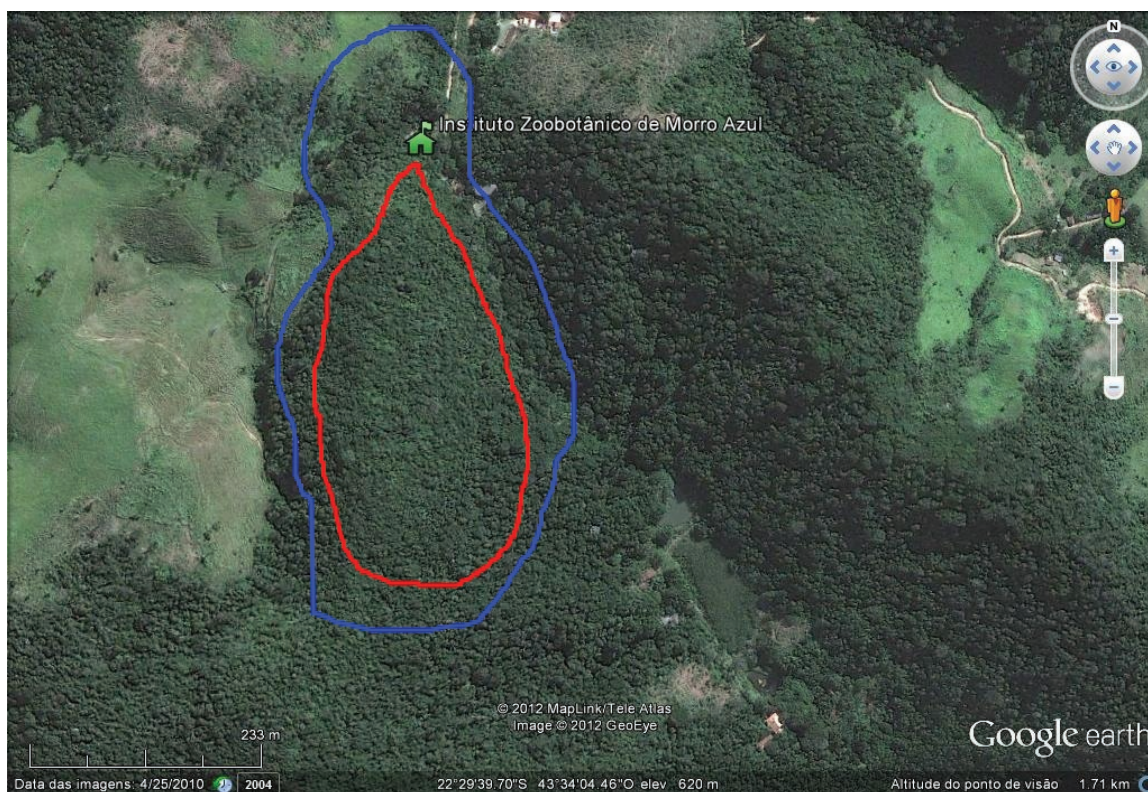 N
Instituto Zoobotânico de Morro Azul
© 2012 MapLink/Tele Atlas
Image © 2012 GeoEye
Google earth
233 m
Data das imagens: 4/25/2010 2004 22°29'39.70"S 43°34'04.46"O elev 620 m Altitude do ponto de visão 1.71 km